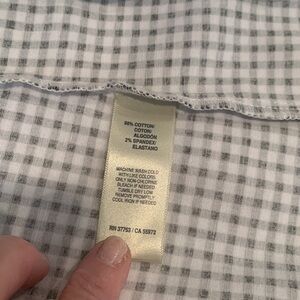 98% COTTON/
COTON/
ALGODÓN
2% SPANDEX/
ELASTANO
MACHINE WASH COLD
WITH LIKE COLORS
ONLY NON-CHLORINE
BLEACH IF NEEDED
TUMBLE DRY LOW
REMOVE PROMPTLY
COOL IRON IF NEEDED
RN 37753 / CA 55972